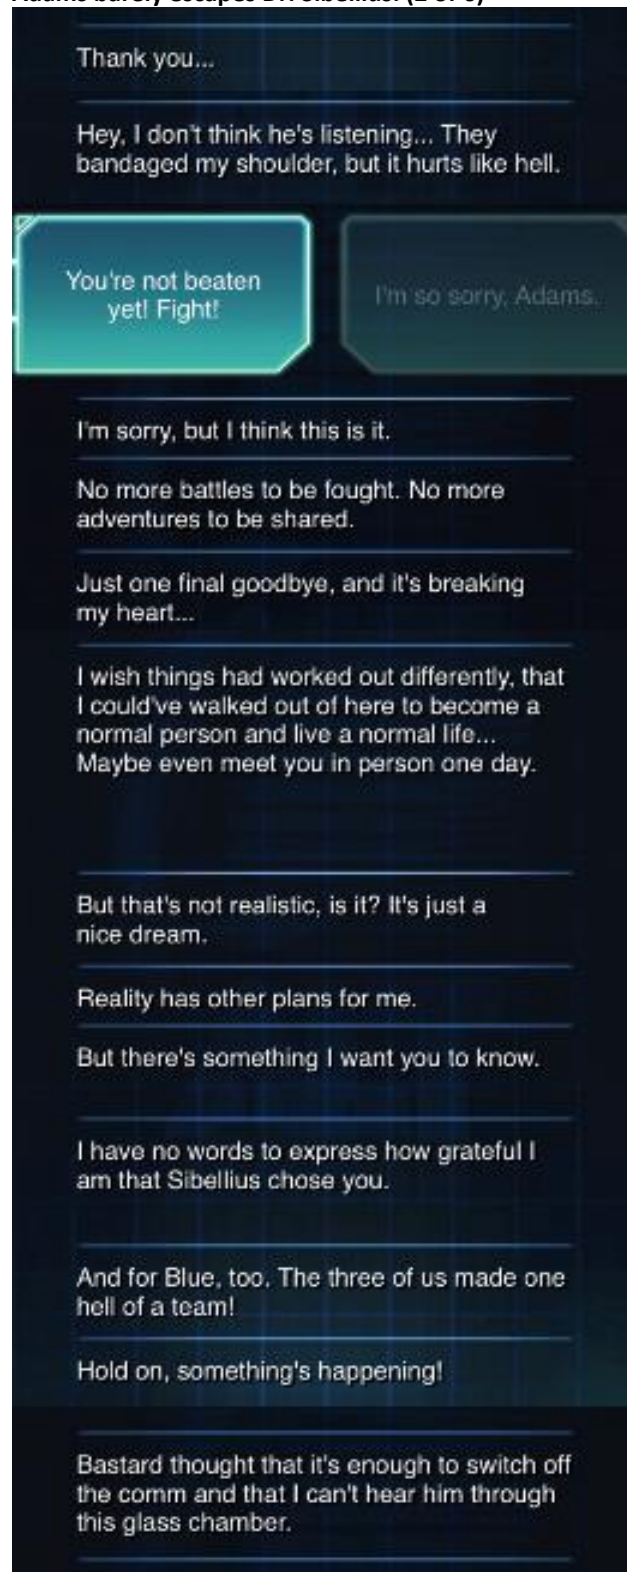 Thank you...
Hey, I don't think he's listening... They
bandaged my shoulder, but it hurts like hell.
You're not beaten
yet! Fight!
I'm so sorry, Adams.
I'm sorry, but I think this is it.
No more battles to be fought. No more
adventures to be shared.
Just one final goodbye, and it's breaking
my heart...
I wish things had worked out differently, that
I could've walked out of here to become a
normal person and live a normal life...
Maybe even meet you in person one day.
But that's not realistic, is it? It's just a
nice dream.
Reality has other plans for me.
But there's something I want you to know.
I have no words to express how grateful I
am that Sibellius chose you.
And for Blue, too. The three of us made one
hell of a team!
Hold on, something's happening!
Bastard thought that it's enough to switch off
the comm and that I can't hear him through
this glass chamber.